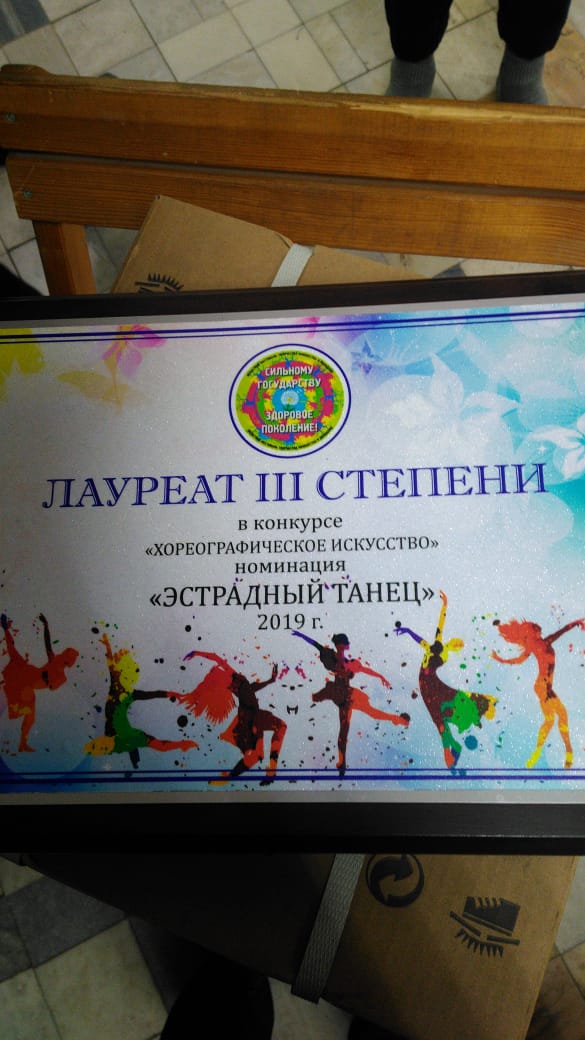 СИЛЬНОМУ
ГОСУДАРСТВУ
ЗДОРОВОЕ
ПОКОЛЕНИЕ!
ЛАУРЕАТ III СТЕПЕНИ
в конкурсе
«ХОРЕОГРАФИЧЕСКОЕ ИСКУССТВО»
номинация
«ЭСТРАДНЫЙ ТАНЕЦ»
2019 г.